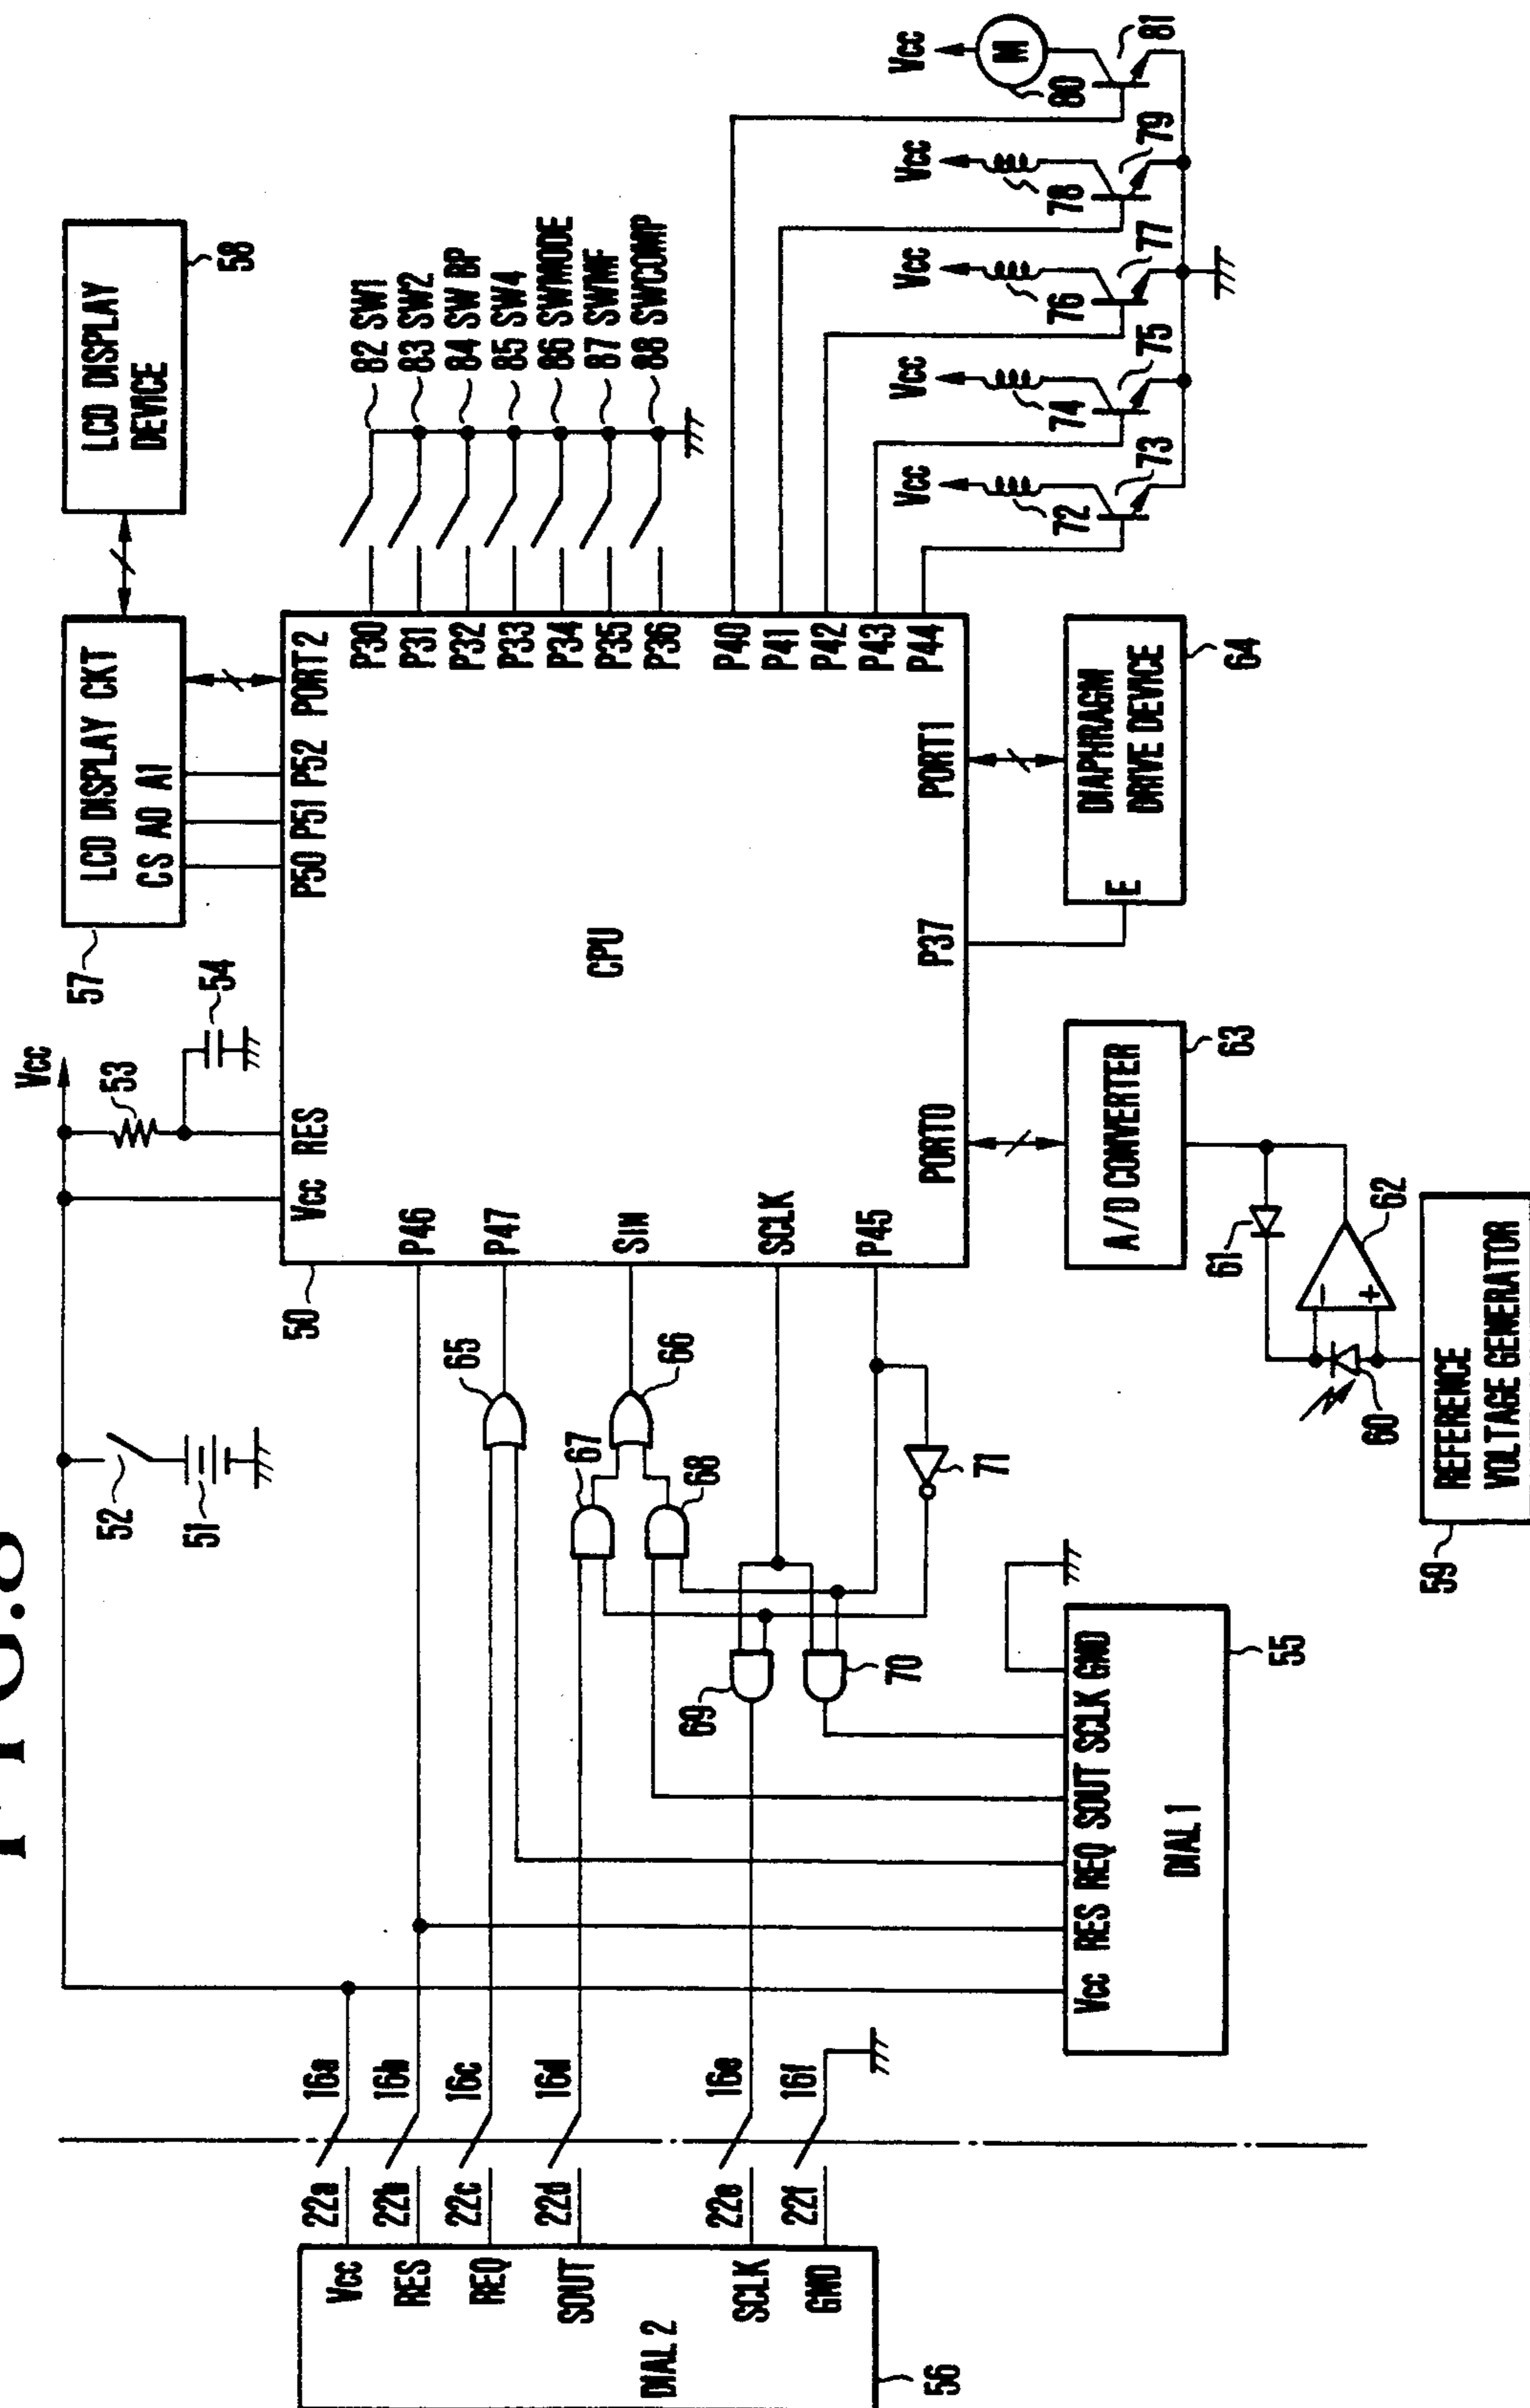 FIG.8
LCD DISPLAY
DEVICE
58
LCD DISPLAY CKT
CS A0 A1
57
Vcc
53
54
52
51
50
Vcc RES
P50 P51 P52 PORT2
CPU
P46
P47
SIN
SCLK
P45
P30
P31
P32
P33
P34
P35
P36
P40
P41
P42
P43
P44
PORT0
P37
PORT1
82 SW1
83 SW2
84 SW BP
85 SW4
86 SWMODE
87 SWMF
88 SWCOMP
Vcc
72
73
Vcc
74
75
Vcc
76
77
Vcc
78
79
Vcc
M
80
81
65
66
67
68
69
70
71
A/D CONVERTER
63
DIAPHRAGM
DRIVE DEVICE
E
64
61
62
60
REFERENCE
VOLTAGE GENERATOR
59
Vcc RES REQ SOUT SCLK GND
DIAL 1
55
22a 16a
22b 16b
22c 16c
22d 16d
22e 16e
22f 16f
Vcc
RES
REQ
SOUT
SCLK
GND
DIAL 2
56